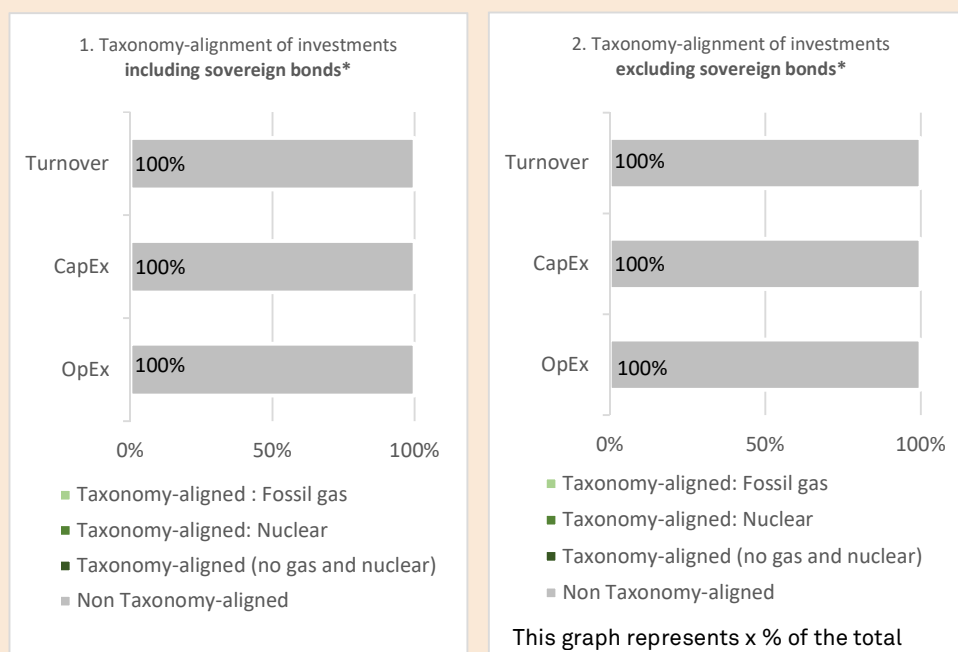 1. Taxonomy-alignment of investments
including sovereign bonds*
Turnover
100%
CapEx
100%
OpEx
100%
0%
50%
100%
Taxonomy-aligned : Fossil gas
Taxonomy-aligned: Nuclear
Taxonomy-aligned (no gas and nuclear)
Non Taxonomy-aligned
2. Taxonomy-alignment of investments
excluding sovereign bonds*
Turnover
100%
CapEx
100%
OpEx
100%
0%
50%
100%
Taxonomy-aligned: Fossil gas
Taxonomy-aligned: Nuclear
Taxonomy-aligned (no gas and nuclear)
Non Taxonomy-aligned
This graph represents x % of the total